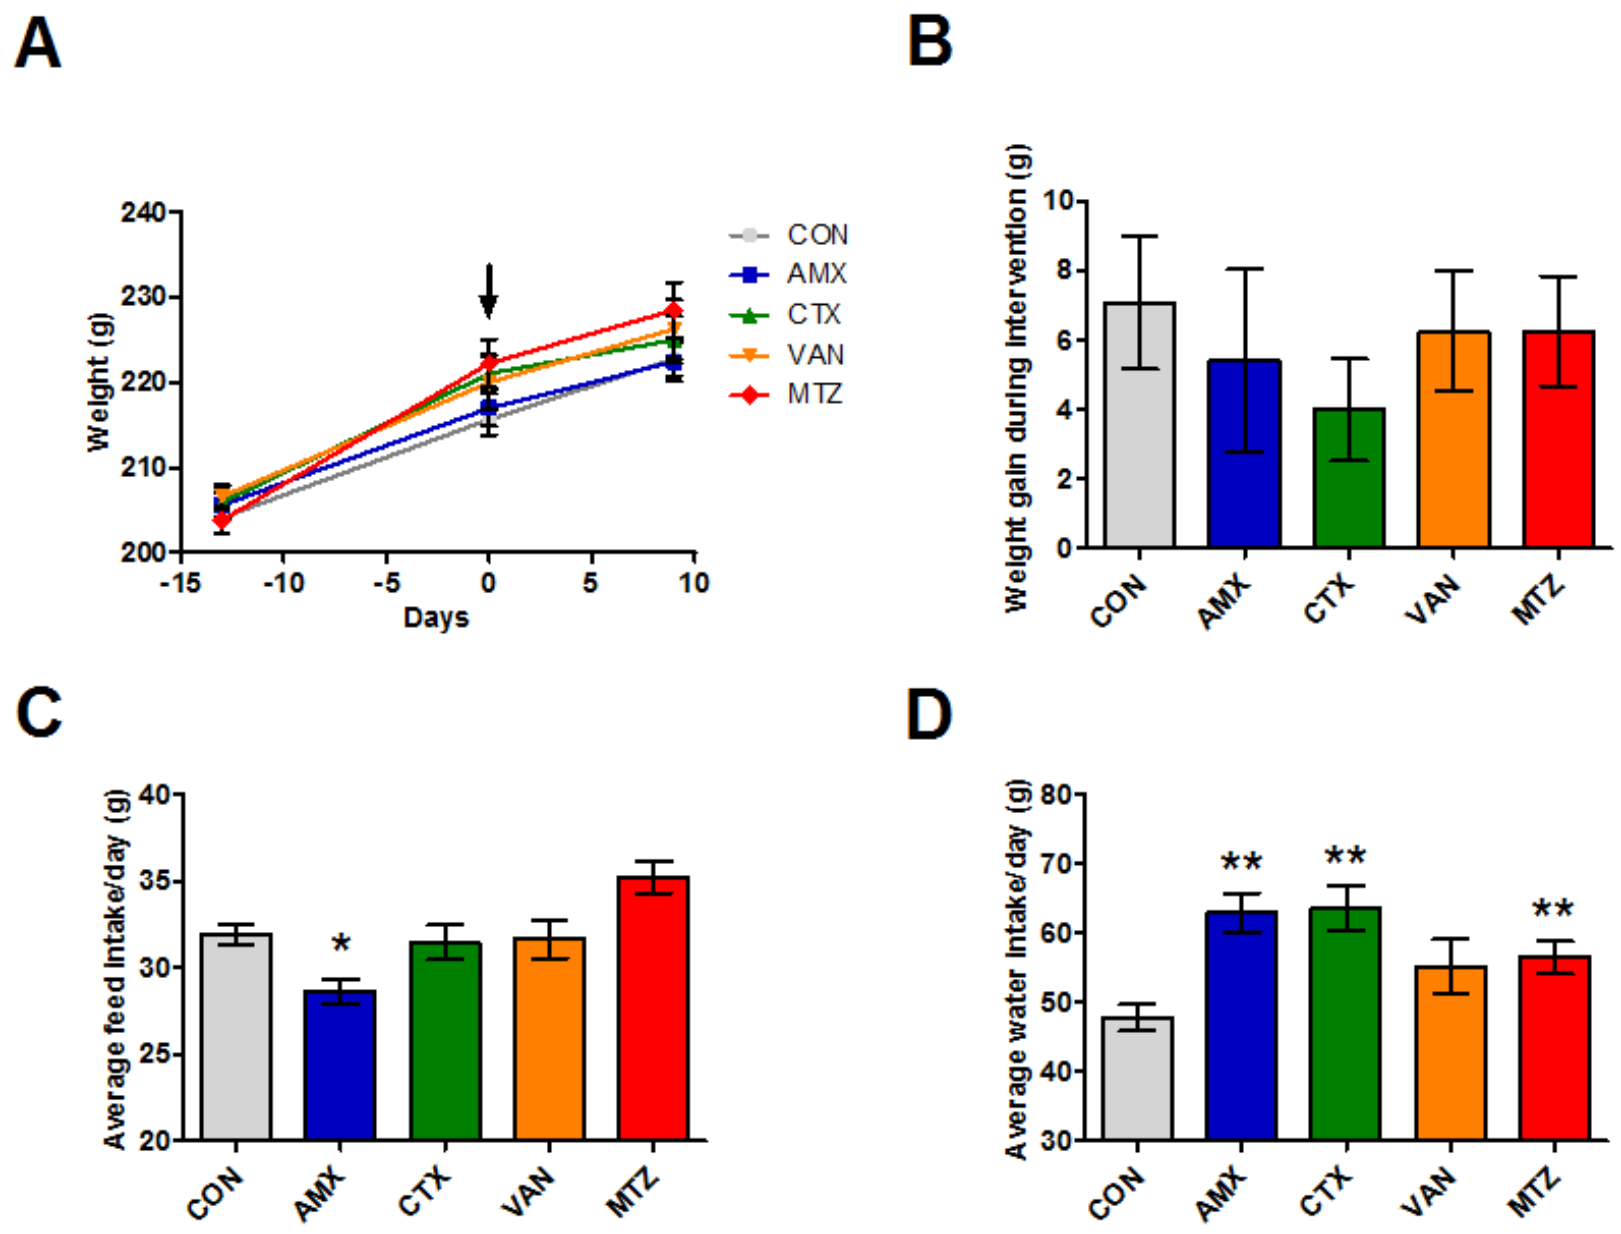 A
B
Weight (g)
240
230
220
210
200
-15 -10 -5 0 5 10
Days
CON
AMX
CTX
VAN
MTZ
Weight gain during intervention (g)
10
8
6
4
2
0
CON AMX CTX VAN MTZ
C
D
Average feed intake/day (g)
40
35
30
25
20
*
CON AMX CTX VAN MTZ
Average water intake/day (g)
80
70
60
50
40
30
** ** **
CON AMX CTX VAN MTZ